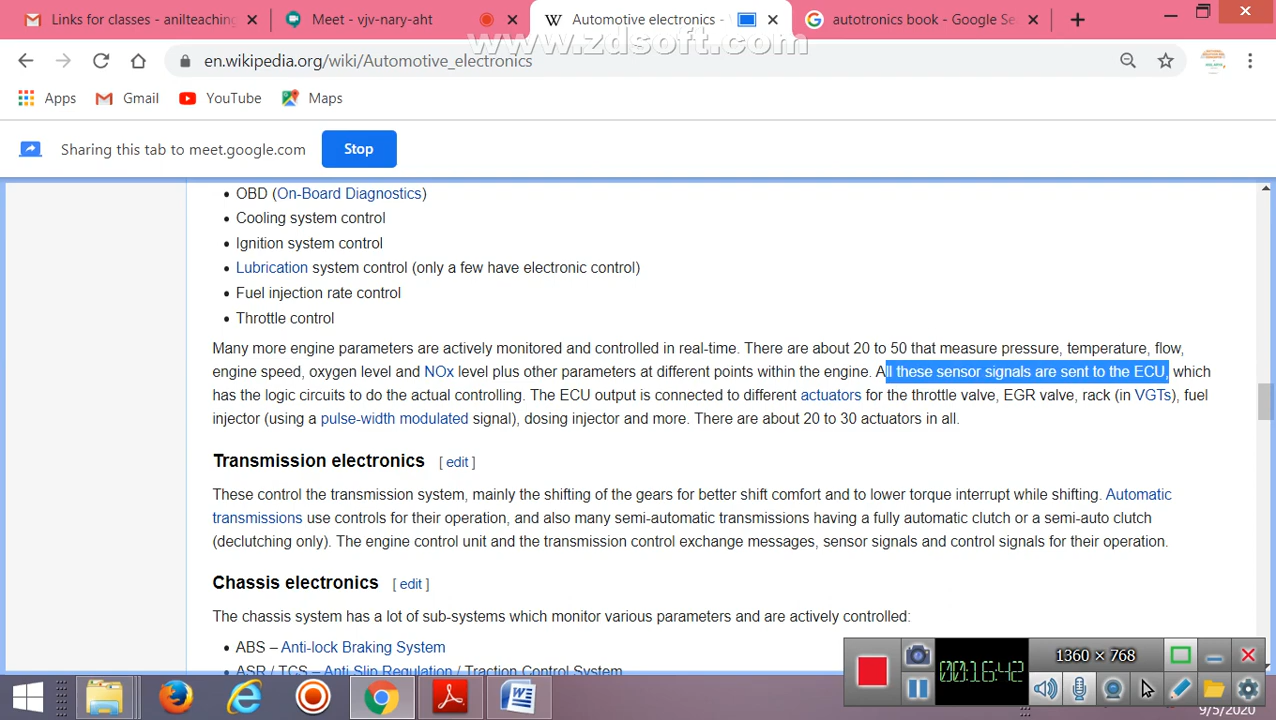 Links for classes - anilteaching
Meet - vjv-nary-aht
Automotive electronics -
autotronics book - Google Se
www.zdsoft.com
en.wikipedia.org/wiki/Automotive_electronics
Apps
Gmail
YouTube
Maps
Sharing this tab to meet.google.com
Stop
• OBD (On-Board Diagnostics)
• Cooling system control
• Ignition system control
• Lubrication system control (only a few have electronic control)
• Fuel injection rate control
• Throttle control
Many more engine parameters are actively monitored and controlled in real-time. There are about 20 to 50 that measure pressure, temperature, flow,
engine speed, oxygen level and NOx level plus other parameters at different points within the engine. All these sensor signals are sent to the ECU, which
has the logic circuits to do the actual controlling. The ECU output is connected to different actuators for the throttle valve, EGR valve, rack (in VGTs), fuel
injector (using a pulse-width modulated signal), dosing injector and more. There are about 20 to 30 actuators in all.
Transmission electronics [ edit ]
These control the transmission system, mainly the shifting of the gears for better shift comfort and to lower torque interrupt while shifting. Automatic
transmissions use controls for their operation, and also many semi-automatic transmissions having a fully automatic clutch or a semi-auto clutch
(declutching only). The engine control unit and the transmission control exchange messages, sensor signals and control signals for their operation.
Chassis electronics [ edit ]
The chassis system has a lot of sub-systems which monitor various parameters and are actively controlled:
• ABS – Anti-lock Braking System
• ASR / TCS – Anti Slip Regulation / Traction Control System
00:16:42
1360 × 768
9/5/2020